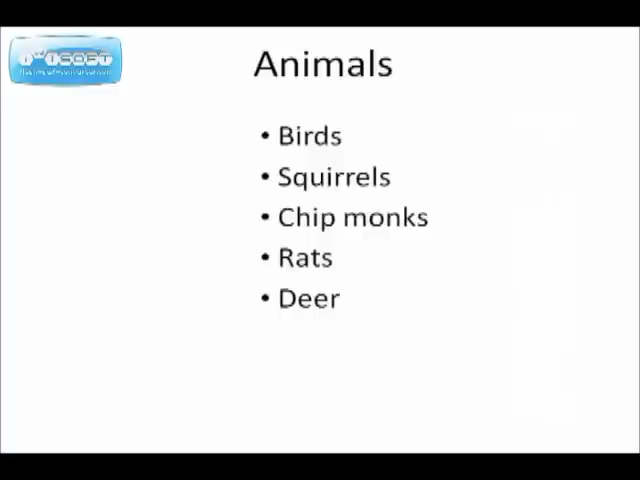 Animals
• Birds
• Squirrels
• Chip monks
• Rats
• Deer